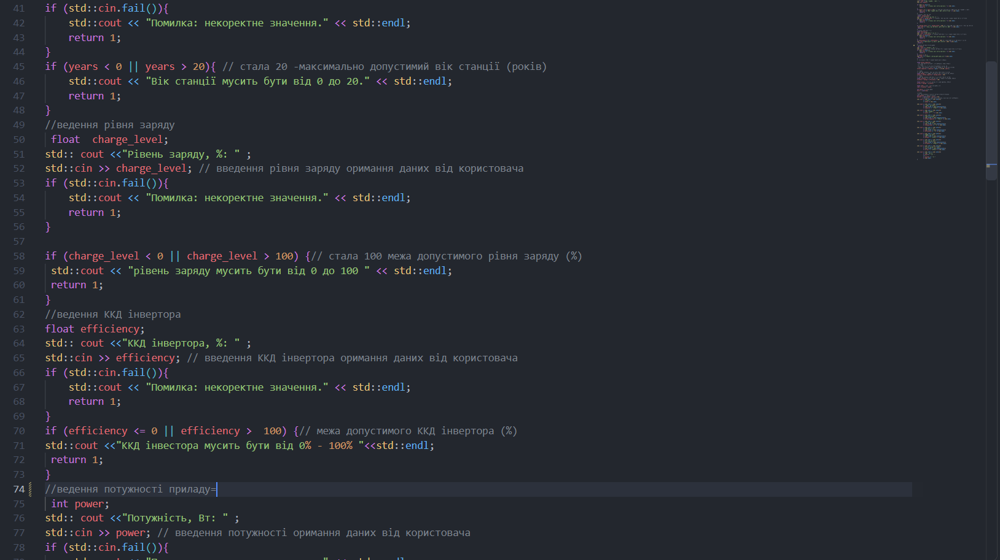 41 if (std::cin.fail()){
42 std::cout << "Помилка: некоректне значення." << std::endl;
43 return 1;
44 }
45 if (years < 0 || years > 20){ // стала 20 -максимально допустимий вік станції (років)
46 std::cout << "Вік станції мусить бути від 0 до 20." << std::endl;
47 return 1;
48 }
49 //ведення рівня заряду
50 float  charge_level;
51 std:: cout <<"Рівень заряду, %: " ;
52 std::cin >> charge_level; // введення рівня заряду оримання даних від користовача
53 if (std::cin.fail()){
54 std::cout << "Помилка: некоректне значення." << std::endl;
55 return 1;
56 }
57
58 if (charge_level < 0 || charge_level > 100) {// стала 100 межа допустимого рівня заряду (%)
59 std::cout << "рівень заряду мусить бути від 0 до 100 " << std::endl;
60 return 1;
61 }
62 //ведення ККД інвертора
63 float efficiency;
64 std:: cout <<"ККД інвертора, %: " ;
65 std::cin >> efficiency; // введення ККД інвертора оримання даних від користовача
66 if (std::cin.fail()){
67 std::cout << "Помилка: некоректне значення." << std::endl;
68 return 1;
69 }
70 if (efficiency <= 0 || efficiency >  100) {// межа допустимого ККД інвертора (%)
71 std::cout <<"ККД інвестора мусить бути від 0% - 100% "<<std::endl;
72 return 1;
73 }
74 //ведення потужності приладу=
75 int power;
76 std:: cout <<"Потужність, Вт: " ;
77 std::cin >> power; // введення потужності оримання даних від користовача
78 if (std::cin.fail()){